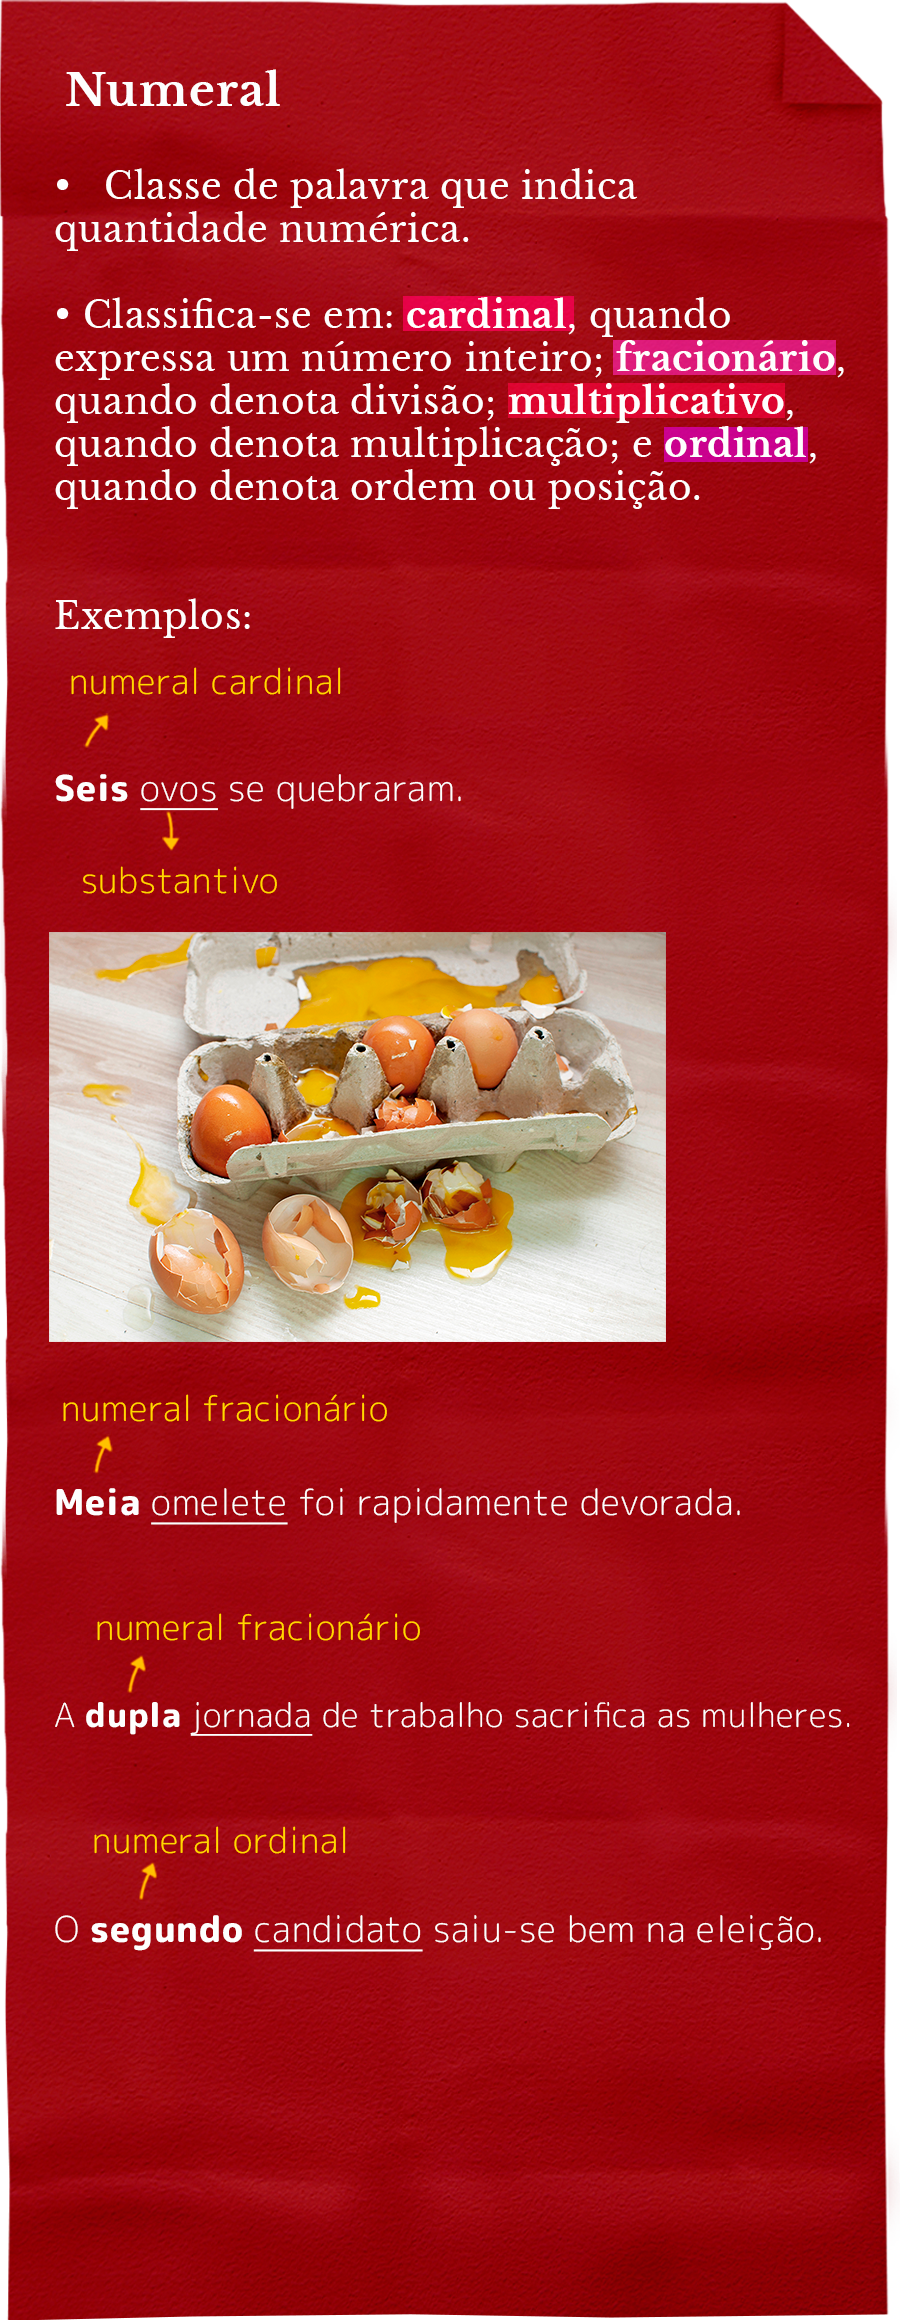 Numeral
• Classe de palavra que indica
quantidade numérica.
• Classifica-se em: cardinal, quando
expressa um número inteiro; fracionário,
quando denota divisão; multiplicativo,
quando denota multiplicação; e ordinal,
quando denota ordem ou posição.
Exemplos:
numeral cardinal
Seis ovos se quebraram.
substantivo
numeral fracionário
Meia omelete foi rapidamente devorada.
numeral fracionário
A dupla jornada de trabalho sacrifica as mulheres.
numeral ordinal
O segundo candidato saiu-se bem na eleição.